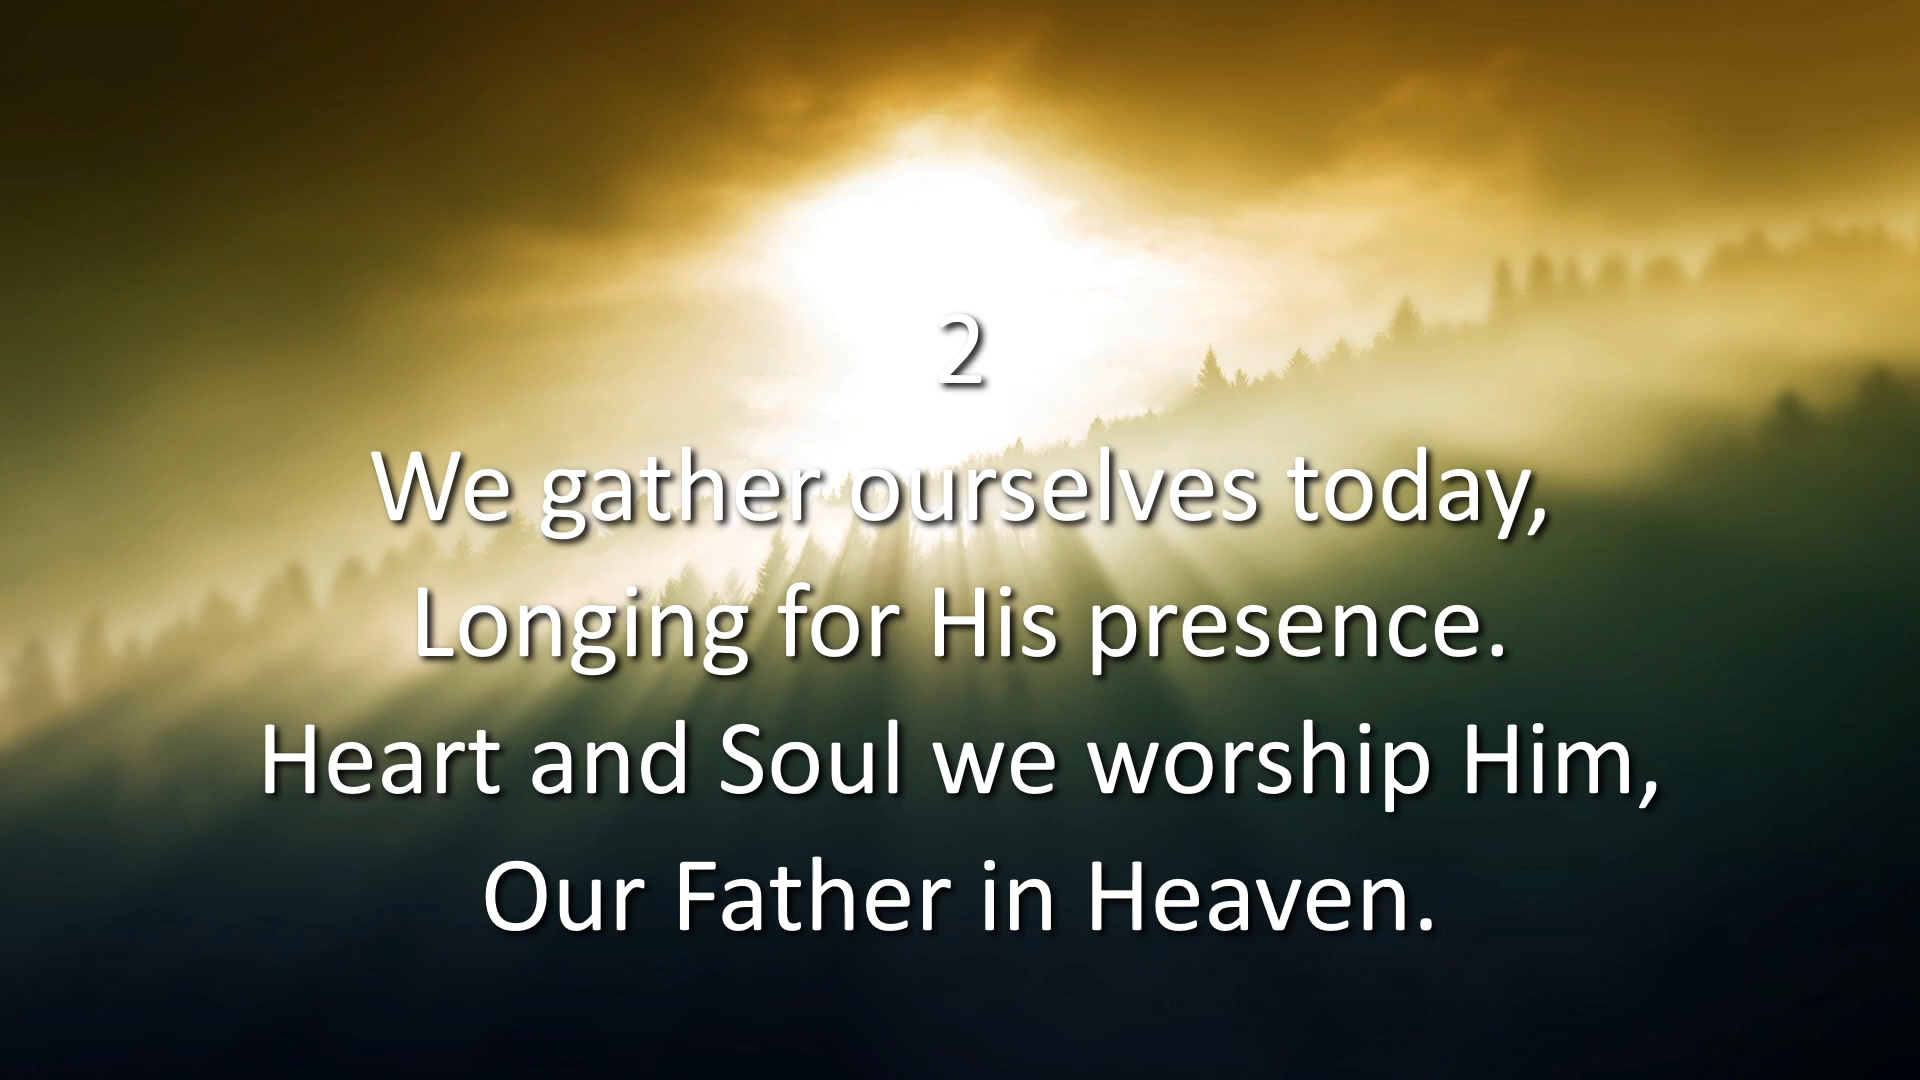 2
We gather ourselves today,
Longing for His presence.
Heart and Soul we worship Him,
Our Father in Heaven.